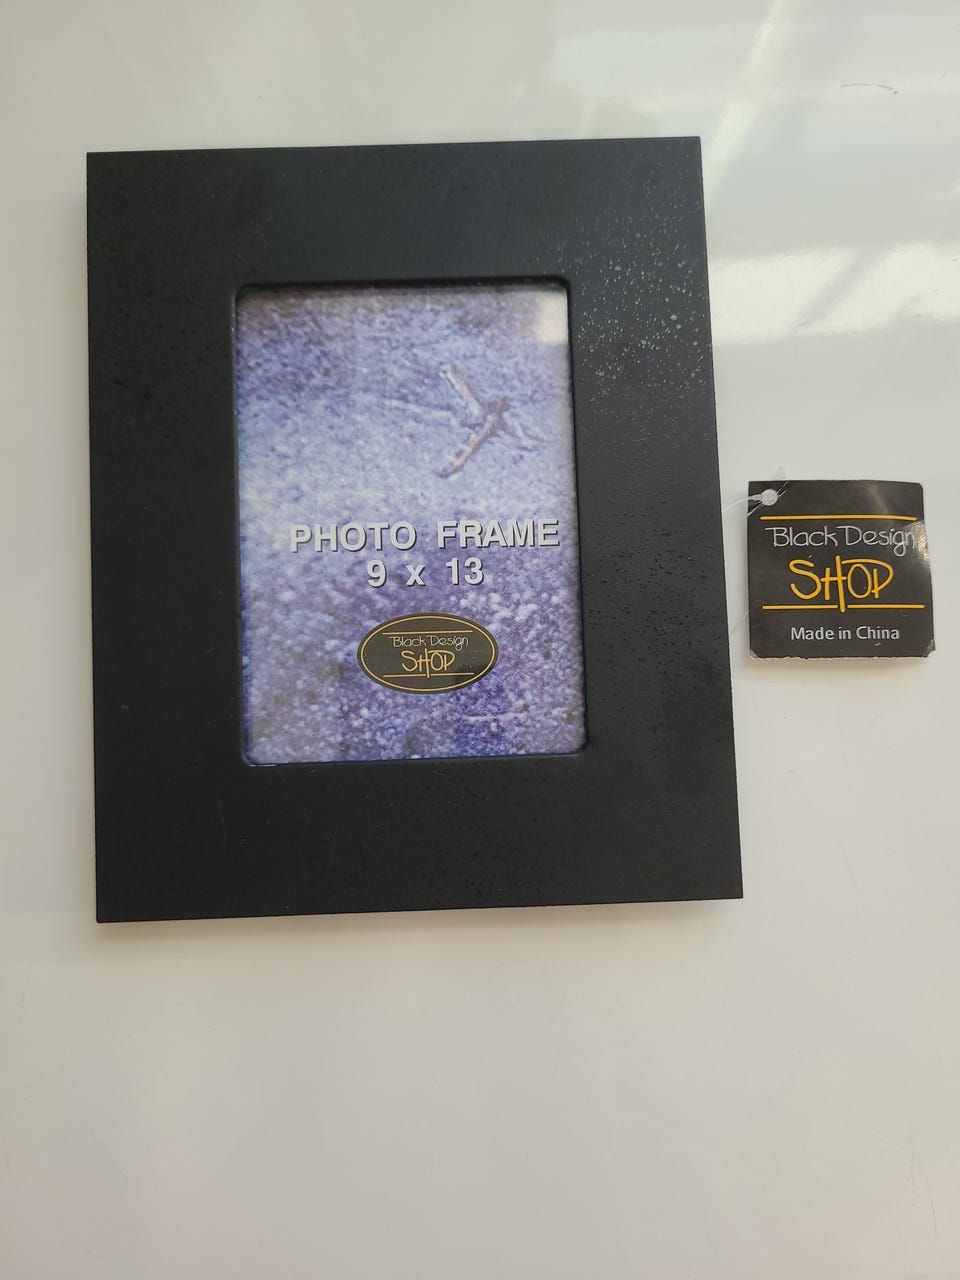 PHOTO FRAME
9 x 13
Black Design
SHOP
Black Design
SHOP
Made in China